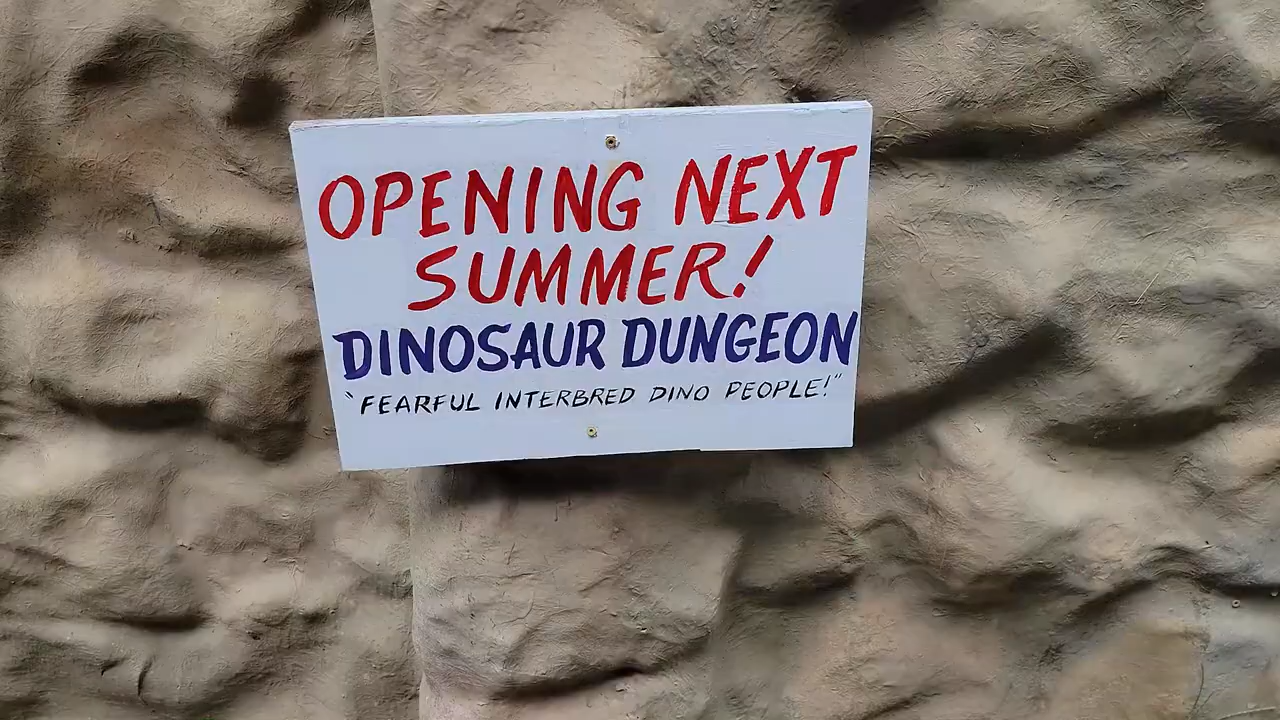 OPENING NEXT
SUMMER!
DINOSAUR DUNGEON
"FEARFUL INTERBRED DINO PEOPLE!"